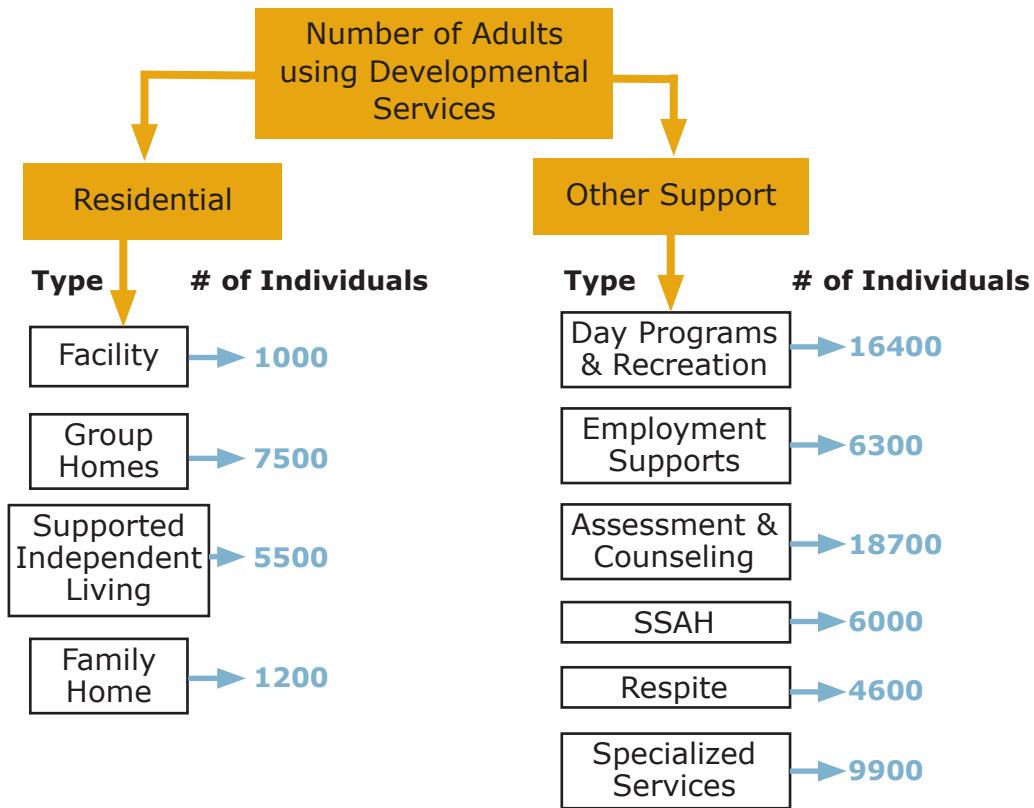 Number of Adults
using Developmental
Services
Residential
Type # of Individuals
Facility 1000
Group
Homes 7500
Supported
Independent 5500
Living
Family
Home 1200
Other Support
Type # of Individuals
Day Programs
& Recreation 16400
Employment
Supports 6300
Assessment &
Counseling 18700
SSAH 6000
Respite 4600
Specialized
Services 9900